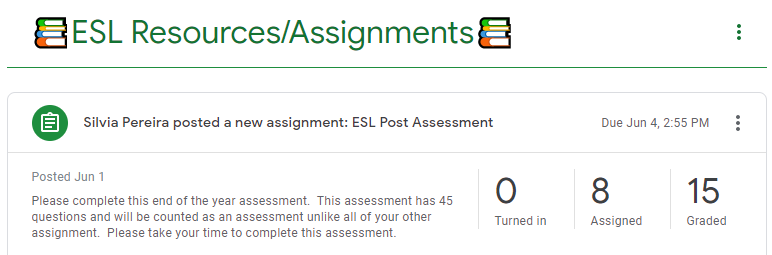 📚ESL Resources/Assignments📚
Silvia Pereira posted a new assignment: ESL Post Assessment
Due Jun 4, 2:55 PM
Posted Jun 1
Please complete this end of the year assessment.  This assessment has 45
questions and will be counted as an assessment unlike all of your other
assignment.  Please take your time to complete this assessment.
0
Turned in
8
Assigned
15
Graded